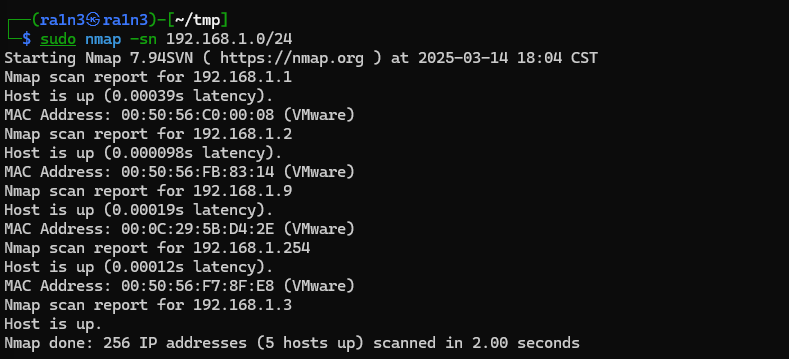 ┌──(ra1n3㉿ra1n3)-[~/tmp]
└─$ sudo nmap -sn 192.168.1.0/24
Starting Nmap 7.94SVN ( https://nmap.org ) at 2025-03-14 18:04 CST
Nmap scan report for 192.168.1.1
Host is up (0.00039s latency).
MAC Address: 00:50:56:C0:00:08 (VMware)
Nmap scan report for 192.168.1.2
Host is up (0.000098s latency).
MAC Address: 00:50:56:FB:83:14 (VMware)
Nmap scan report for 192.168.1.9
Host is up (0.00019s latency).
MAC Address: 00:0C:29:5B:D4:2E (VMware)
Nmap scan report for 192.168.1.254
Host is up (0.00012s latency).
MAC Address: 00:50:56:F7:8F:E8 (VMware)
Nmap scan report for 192.168.1.3
Host is up.
Nmap done: 256 IP addresses (5 hosts up) scanned in 2.00 seconds